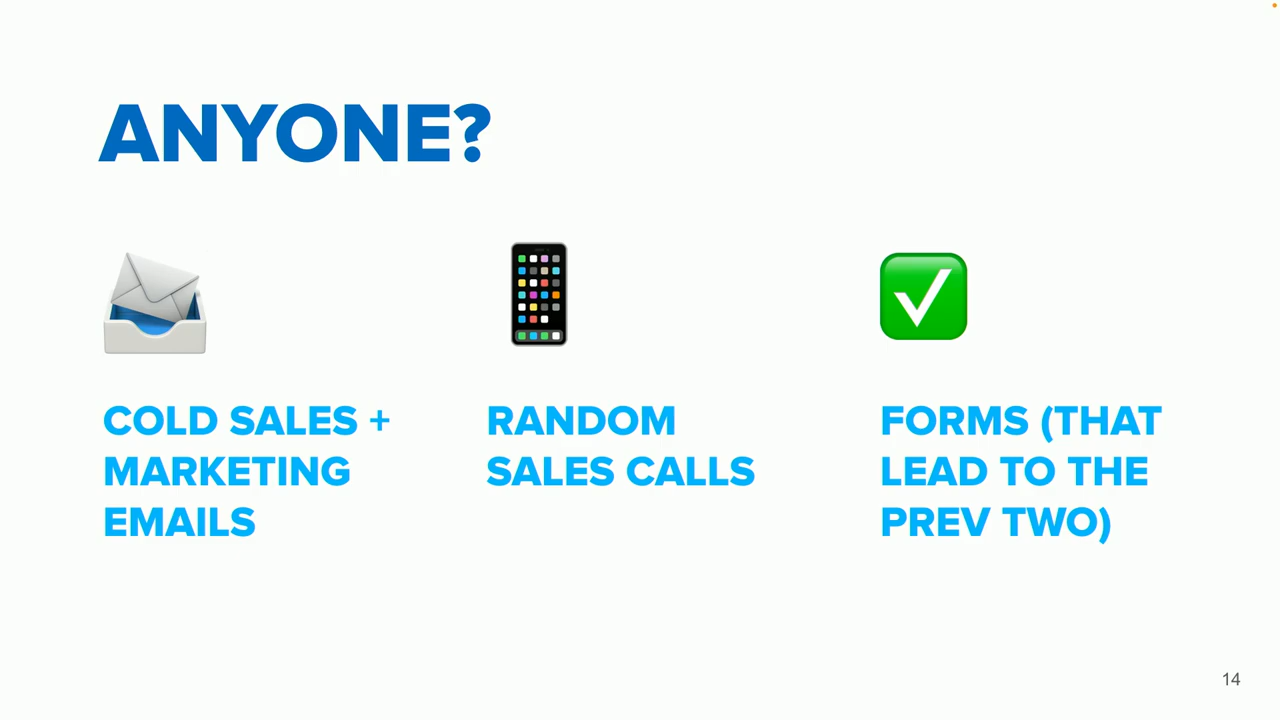 ANYONE?
COLD SALES +
MARKETING
EMAILS
RANDOM
SALES CALLS
FORMS (THAT
LEAD TO THE
PREV TWO)
14